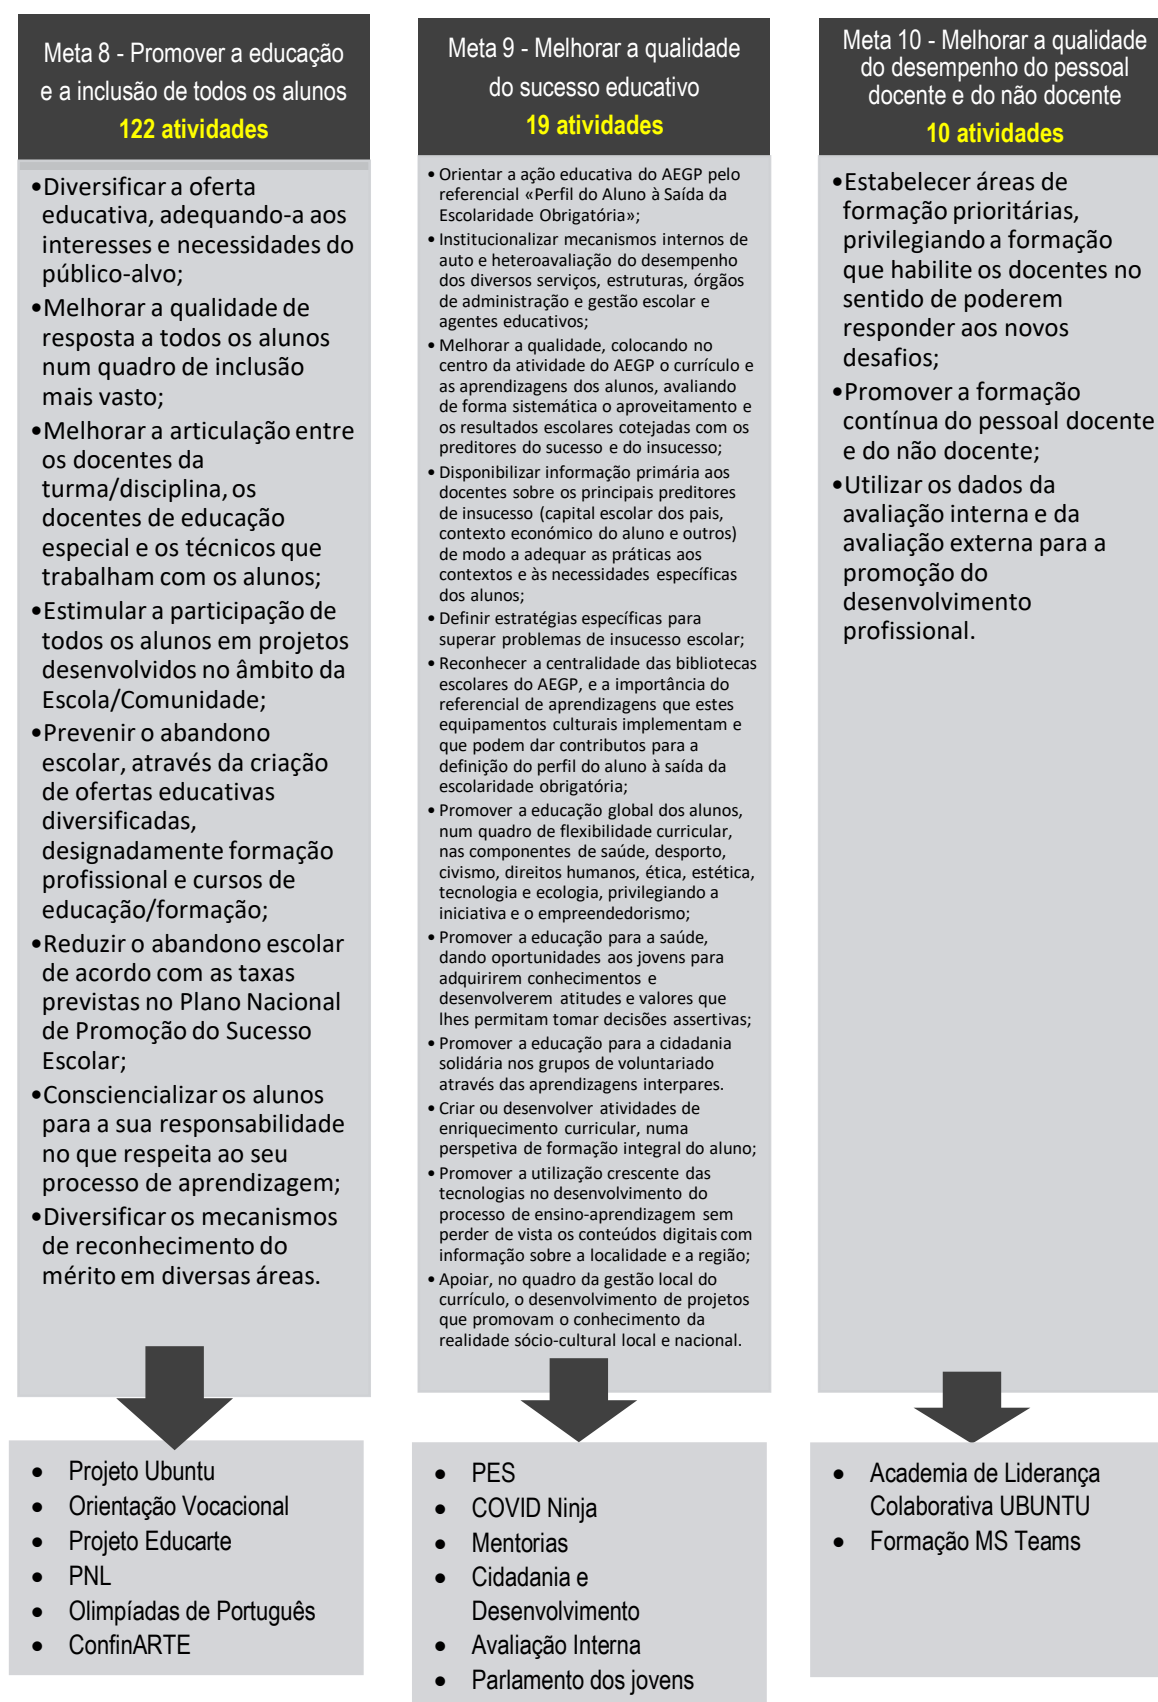 Meta 8 - Promover a educação
e a inclusão de todos os alunos
122 atividades
•Diversificar a oferta
educativa, adequando-a aos
interesses e necessidades do
público-alvo;
•Melhorar a qualidade de
resposta a todos os alunos
num quadro de inclusão
mais vasto;
•Melhorar a articulação entre
os docentes da
turma/disciplina, os
docentes de educação
especial e os técnicos que
trabalham com os alunos;
•Estimular a participação de
todos os alunos em projetos
desenvolvidos no âmbito da
Escola/Comunidade;
•Prevenir o abandono
escolar, através da criação
de ofertas educativas
diversificadas,
designadamente formação
profissional e cursos de
educação/formação;
•Reduzir o abandono escolar
de acordo com as taxas
previstas no Plano Nacional
de Promoção do Sucesso
Escolar;
•Consciencializar os alunos
para a sua responsabilidade
no que respeita ao seu
processo de aprendizagem;
•Diversificar os mecanismos
de reconhecimento do
mérito em diversas áreas.
• Projeto Ubuntu
• Orientação Vocacional
• Projeto Educarte
• PNL
• Olimpíadas de Português
• ConfinARTE
Meta 9 - Melhorar a qualidade
do sucesso educativo
19 atividades
• Orientar a ação educativa do AEGP pelo
referencial «Perfil do Aluno à Saída da
Escolaridade Obrigatória»;
• Institucionalizar mecanismos internos de
auto e heteroavaliação do desempenho
dos diversos serviços, estruturas, órgãos
de administração e gestão escolar e
agentes educativos;
• Melhorar a qualidade, colocando no
centro da atividade do AEGP o currículo e
as aprendizagens dos alunos, avaliando
de forma sistemática o aproveitamento e
os resultados escolares cotejadas com os
preditores do sucesso e do insucesso;
• Disponibilizar informação primária aos
docentes sobre os principais preditores
de insucesso (capital escolar dos pais,
contexto económico do aluno e outros)
de modo a adequar as práticas aos
contextos e às necessidades específicas
dos alunos;
• Definir estratégias específicas para
superar problemas de insucesso escolar;
• Reconhecer a centralidade das bibliotecas
escolares do AEGP, e a importância do
referencial de aprendizagens que estes
equipamentos culturais implementam e
que podem dar contributos para a
definição do perfil do aluno à saída da
escolaridade obrigatória;
• Promover a educação global dos alunos,
num quadro de flexibilidade curricular,
nas componentes de saúde, desporto,
civismo, direitos humanos, ética, estética,
tecnologia e ecologia, privilegiando a
iniciativa e o empreendedorismo;
• Promover a educação para a saúde,
dando oportunidades aos jovens para
adquirirem conhecimentos e
desenvolverem atitudes e valores que
lhes permitam tomar decisões assertivas;
• Promover a educação para a cidadania
solidária nos grupos de voluntariado
através das aprendizagens interpares.
• Criar ou desenvolver atividades de
enriquecimento curricular, numa
perspetiva de formação integral do aluno;
• Promover a utilização crescente das
tecnologias no desenvolvimento do
processo de ensino-aprendizagem sem
perder de vista os conteúdos digitais com
informação sobre a localidade e a região;
• Apoiar, no quadro da gestão local do
currículo, o desenvolvimento de projetos
que promovam o conhecimento da
realidade sócio-cultural local e nacional.
• PES
• COVID Ninja
• Mentorias
• Cidadania e
Desenvolvimento
• Avaliação Interna
• Parlamento dos jovens
Meta 10 - Melhorar a qualidade
do desempenho do pessoal
docente e do não docente
10 atividades
•Estabelecer áreas de
formação prioritárias,
privilegiando a formação
que habilite os docentes no
sentido de poderem
responder aos novos
desafios;
•Promover a formação
contínua do pessoal docente
e do não docente;
•Utilizar os dados da
avaliação interna e da
avaliação externa para a
promoção do
desenvolvimento
profissional.
• Academia de Liderança
Colaborativa UBUNTU
• Formação MS Teams